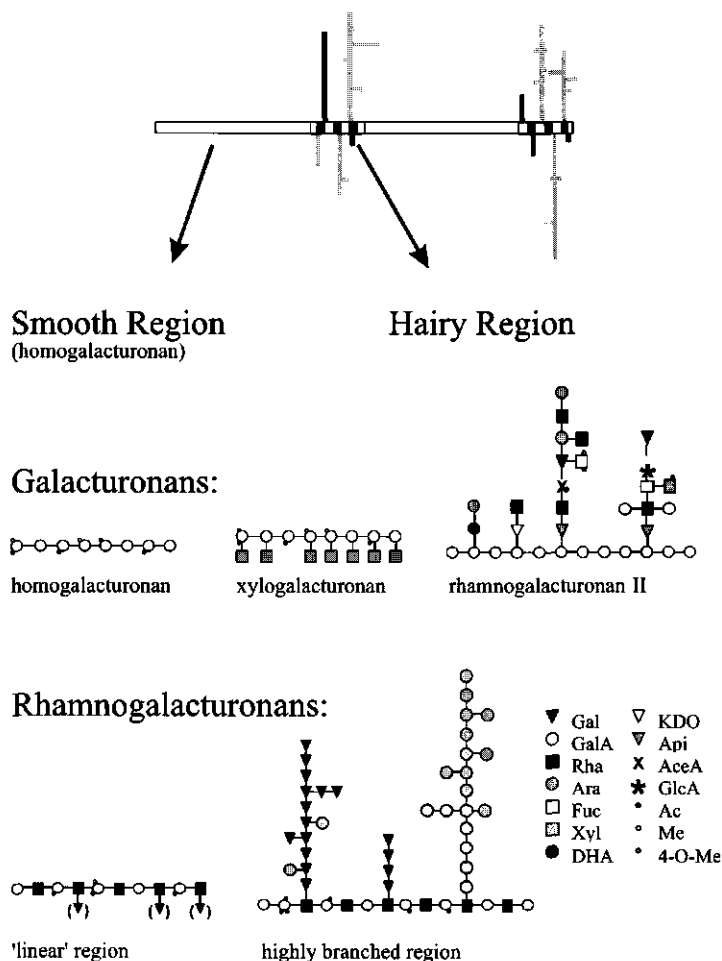 Smooth Region
(homogalacturonan)
Hairy Region
Galacturonans:
homogalacturonan
xylogalacturonan
rhamnogalacturonan II
Rhamnogalacturonans:
Gal
GalA
Rha
Ara
Fuc
Xyl
DHA
KDO
Api
AceA
GlcA
Ac
Me
4-O-Me
'linear' region
highly branched region